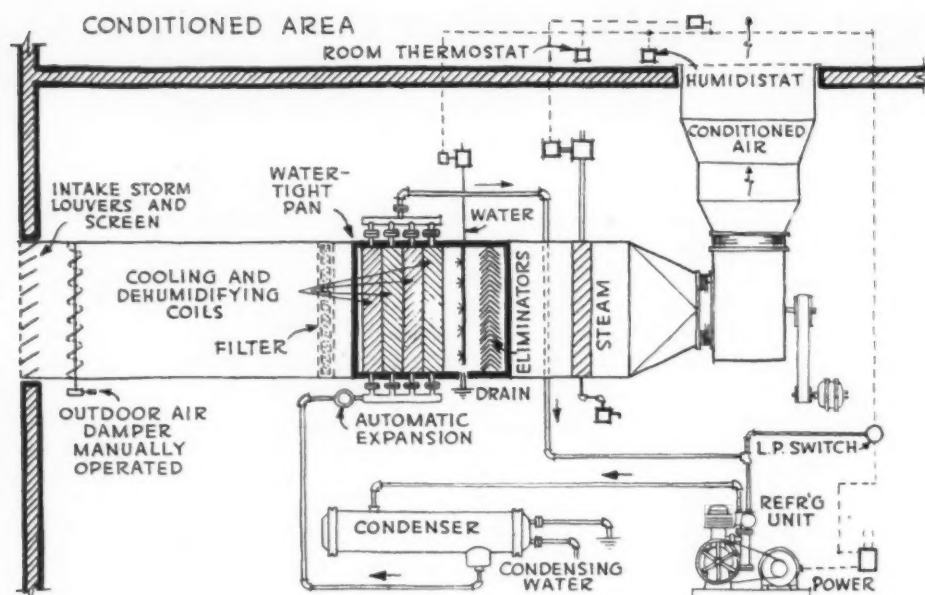 CONDITIONED AREA
ROOM THERMOSTAT
HUMIDISTAT
CONDITIONED
AIR
INTAKE STORM
LOUVERS AND
SCREEN
WATER-
TIGHT
PAN
WATER
COOLING AND
DEHUMIDIFYING
COILS
FILTER
ELIMINATORS
STEAM
DRAIN
OUTDOOR AIR
DAMPER
MANUALLY
OPERATED
AUTOMATIC
EXPANSION
L.P. SWITCH
REFR'G
UNIT
CONDENSER
CONDENSING
WATER
POWER